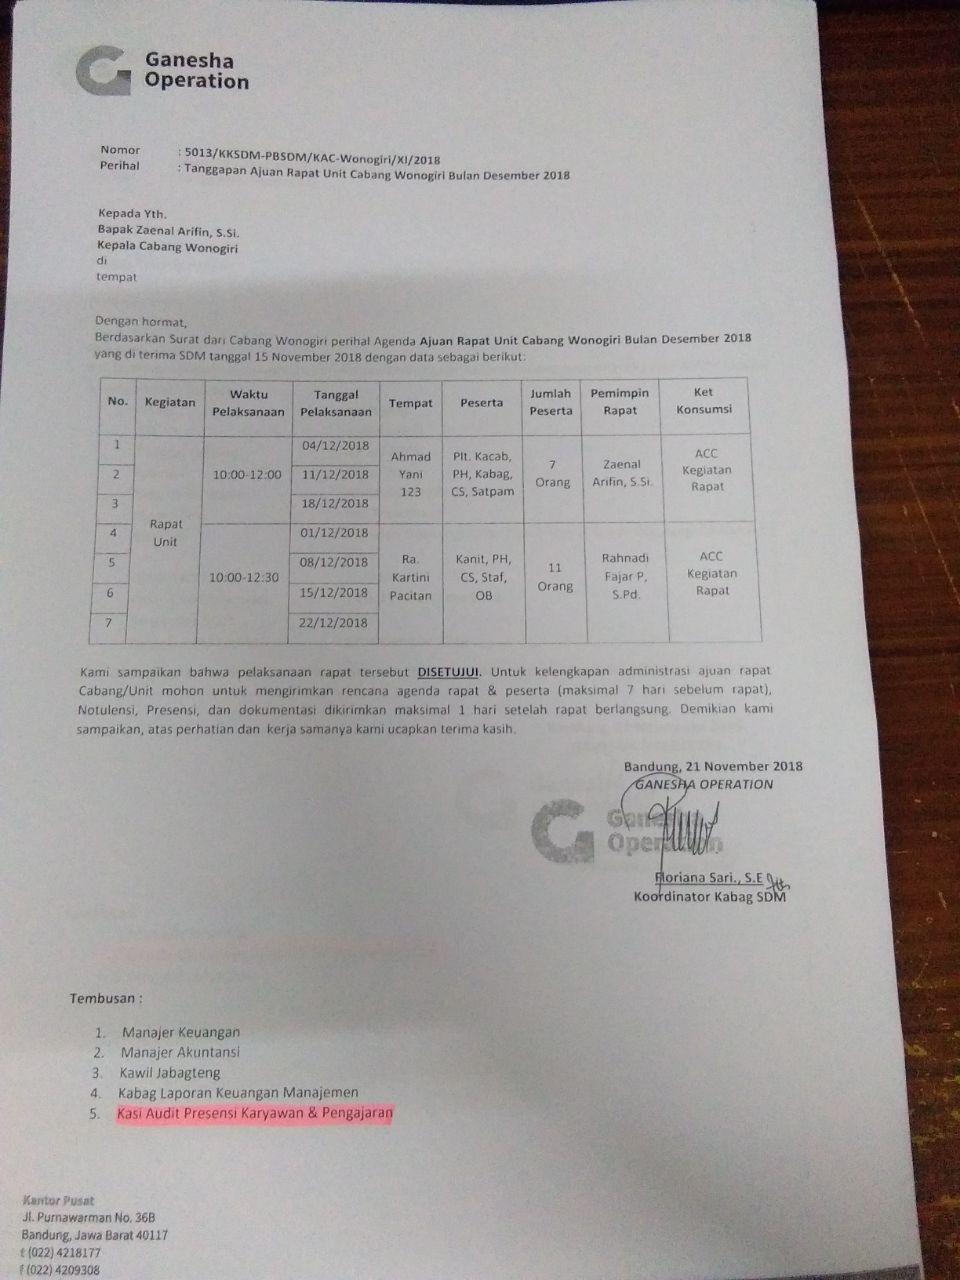 Ganesha
Operation
Nomor : 5013/KKSDM-PBSDM/KAC-Wonogiri/XI/2018
Perihal : Tanggapan Ajuan Rapat Unit Cabang Wonogiri Bulan Desember 2018
Kepada Yth.
Bapak Zaenal Arifin, S.Si.
Kepala Cabang Wonogiri
di
tempat
Dengan hormat,
Berdasarkan Surat dari Cabang Wonogiri perihal Agenda Ajuan Rapat Unit Cabang Wonogiri Bulan Desember 2018
yang di terima SDM tanggal 15 November 2018 dengan data sebagai berikut:
No. Kegiatan Waktu Pelaksanaan Tanggal Pelaksanaan Tempat Peserta Jumlah Peserta Pemimpin Rapat Ket Konsumsi
1 04/12/2018
2 10:00-12:00 11/12/2018 Ahmad Yani 123 Plt. Kacab, PH, Kabag, CS, Satpam 7 Orang Zaenal Arifin, S.Si. ACC Kegiatan Rapat
3 18/12/2018
Rapat Unit
4 01/12/2018
5 08/12/2018
10:00-12:30 Ra. Kartini Pacitan Kanit, PH, CS, Staf, OB 11 Orang Rahnadi Fajar P, S.Pd. ACC Kegiatan Rapat
6 15/12/2018
7 22/12/2018
Kami sampaikan bahwa pelaksanaan rapat tersebut DISETUJUI. Untuk kelengkapan administrasi ajuan rapat
Cabang/Unit mohon untuk mengirimkan rencana agenda rapat & peserta (maksimal 7 hari sebelum rapat),
Notulensi, Presensi, dan dokumentasi dikirimkan maksimal 1 hari setelah rapat berlangsung. Demikian kami
sampaikan, atas perhatian dan kerja samanya kami ucapkan terima kasih.
Bandung, 21 November 2018
GANESHA OPERATION
Ganesha
Operation
Floriana Sari., S.E
Koordinator Kabag SDM
Tembusan :
1. Manajer Keuangan
2. Manajer Akuntansi
3. Kawil Jabagteng
4. Kabag Laporan Keuangan Manajemen
5. Kasi Audit Presensi Karyawan & Pengajaran
Kantor Pusat
Jl. Purnawarman No. 36B
Bandung, Jawa Barat 40117
t (022) 4218177
f (022) 4209308